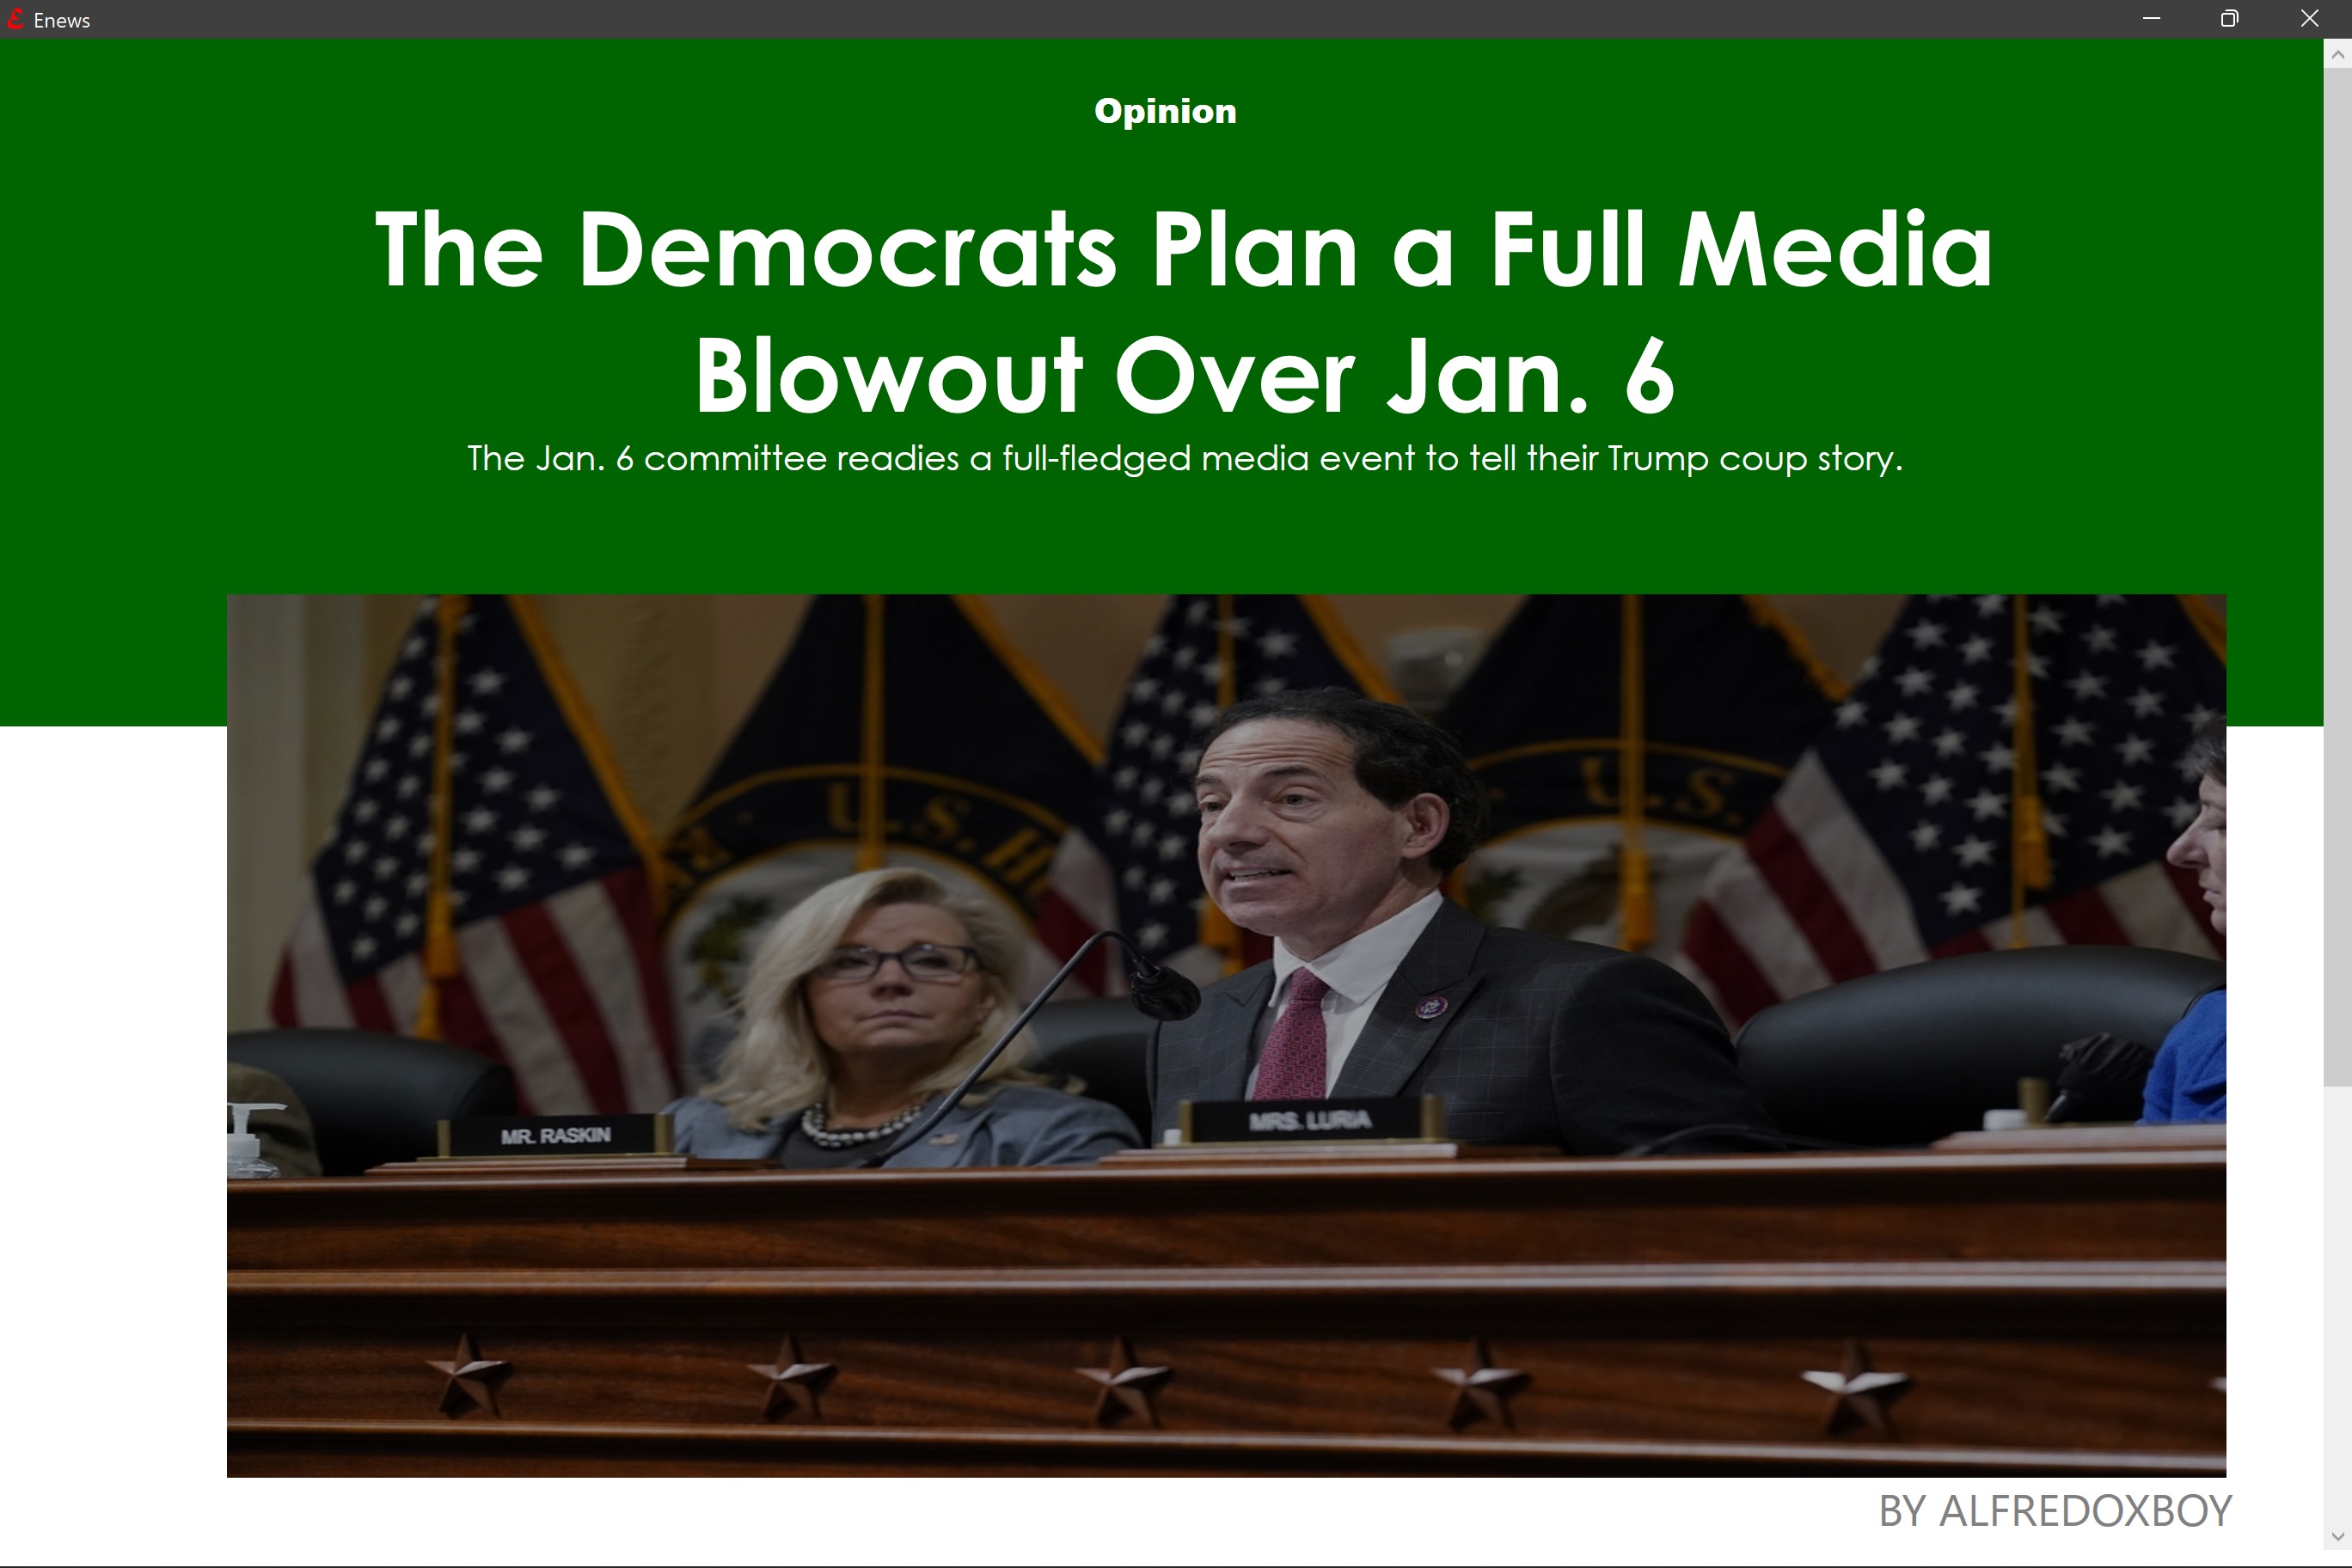 Enews
Opinion
The Democrats Plan a Full Media
Blowout Over Jan. 6
The Jan. 6 committee readies a full-fledged media event to tell their Trump coup story.
U.S. H
U.S.
MR. RASKIN
MRS. LURIA
BY ALFREDOXBOY